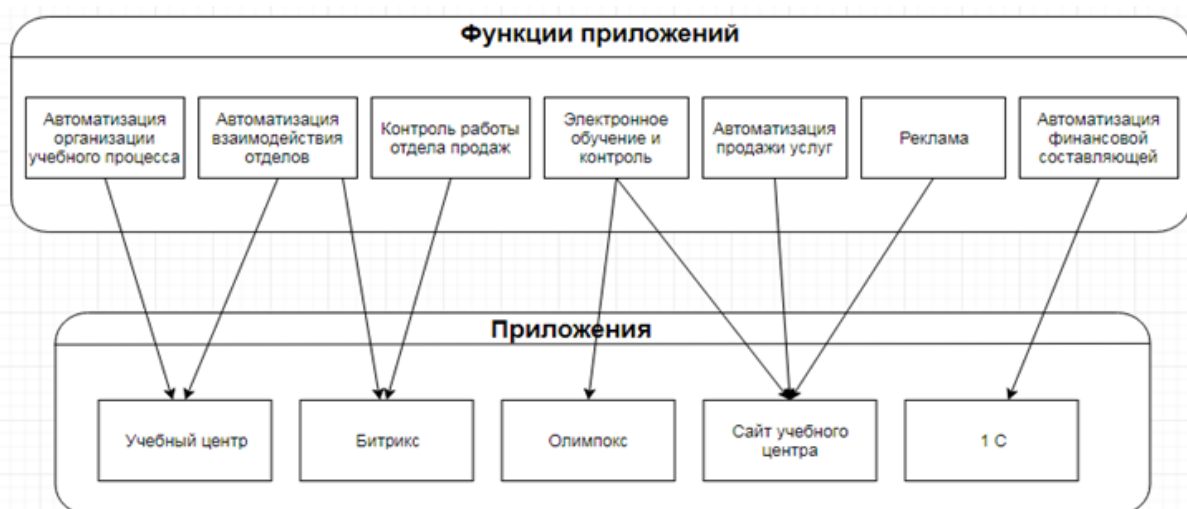 Функции приложений
Автоматизация
организации
учебного процесса
Автоматизация
взаимодействия
отделов
Контроль работы
отдела продаж
Электронное
обучение и
контроль
Автоматизация
продажи услуг
Реклама
Автоматизация
финансовой
составляющей
Приложения
Учебный центр
Битрикс
Олимпокс
Сайт учебного
центра
1 С